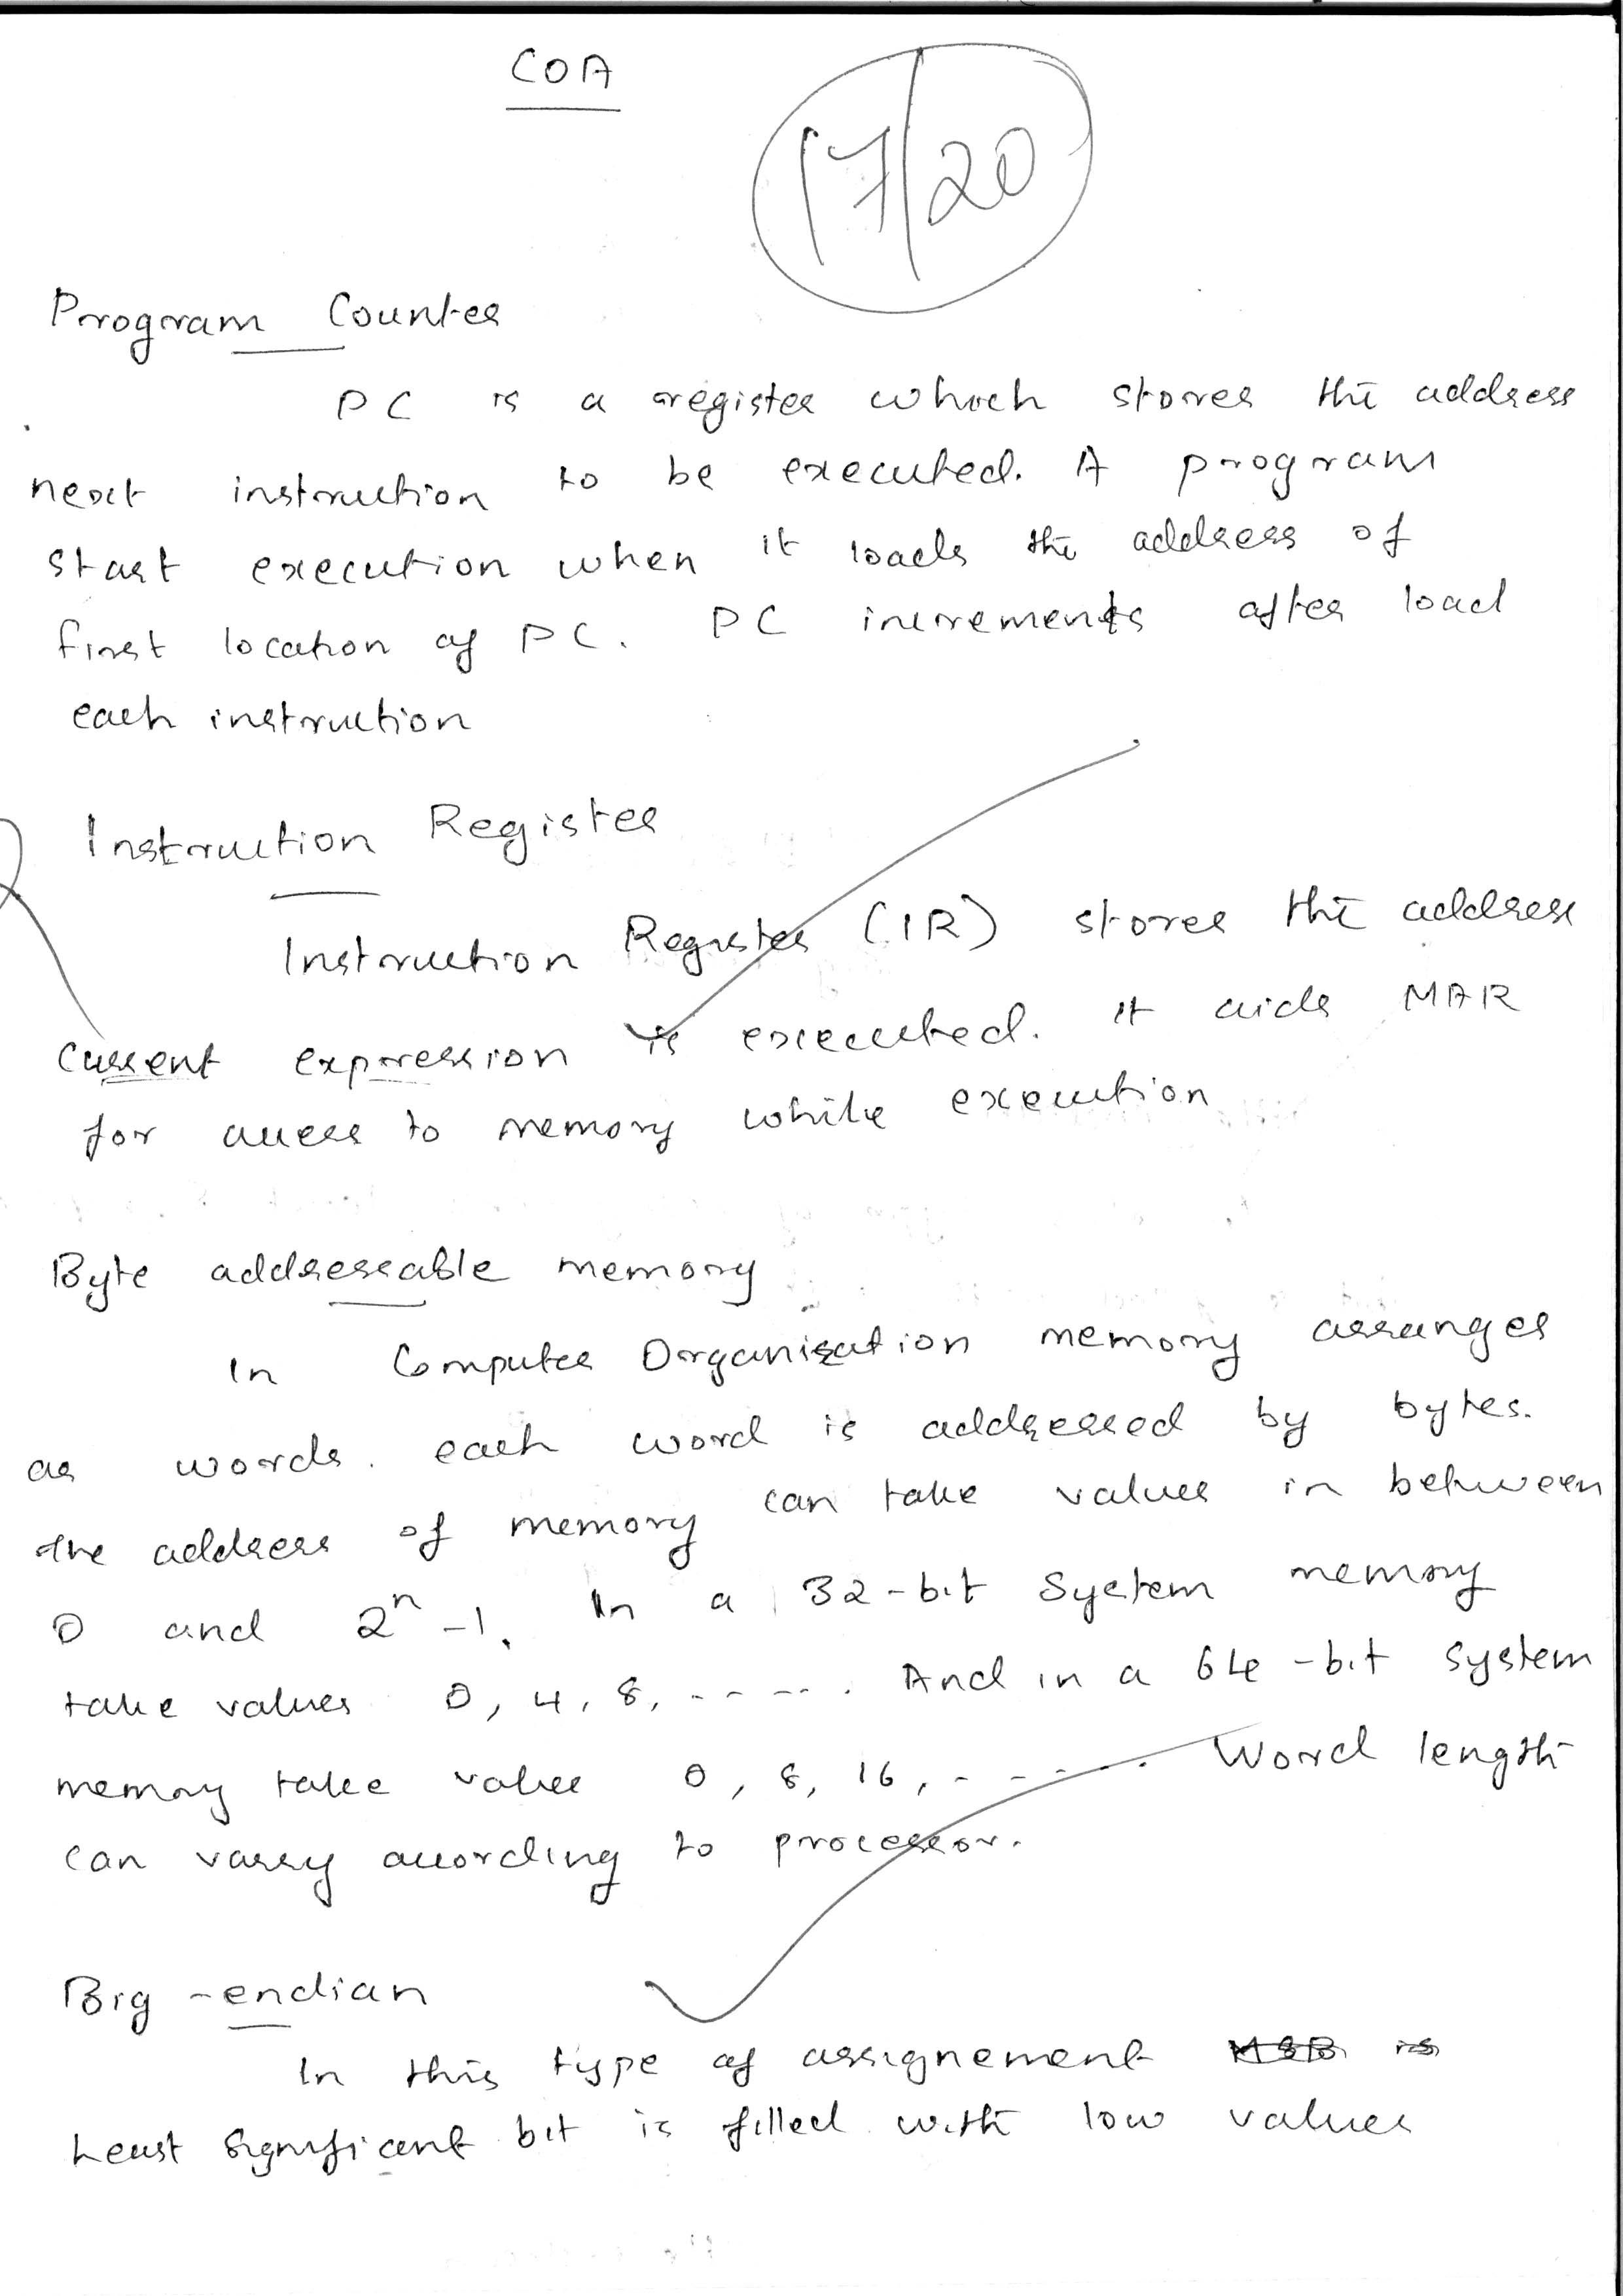 COA
17/20
Program Counter
PC is a register which stores the address
next instruction to be executed. A program
start execution when it loads the address of
first location of PC. PC increments after load
each instruction
Instruction Register
Instruction Register (IR) stores the address
current expression is executed. It aids MAR
for access to memory while execution
Byte addressable memory
In Computer Organisation memory arranges
as words. each word is addressed by bytes.
the address of memory can take values in between
0 and 2ⁿ-1. In a 32-bit System memory
take values 0, 4, 8, ----- . And in a 64-bit system
memory take value 0, 8, 16, ----- . Word length
can varry according to processor.
Big-endian
In this type of assignement MSB is
Least Significant bit is filled with low values